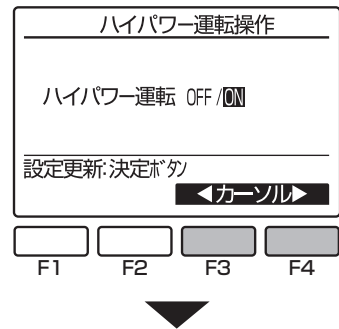 ハイパワー運転操作
ハイパワー運転 OFF/ON
設定更新:決定ボタン
◀カーソル▶
F1 F2 F3 F4